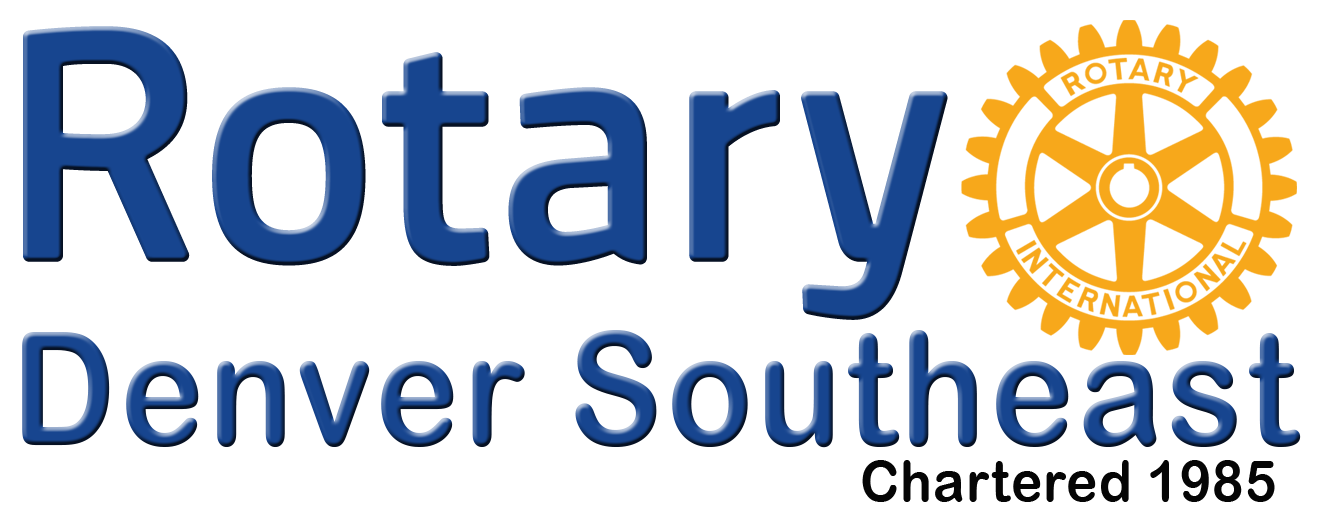 Rotary
ROTARY
INTERNATIONAL
Denver Southeast
Chartered 1985